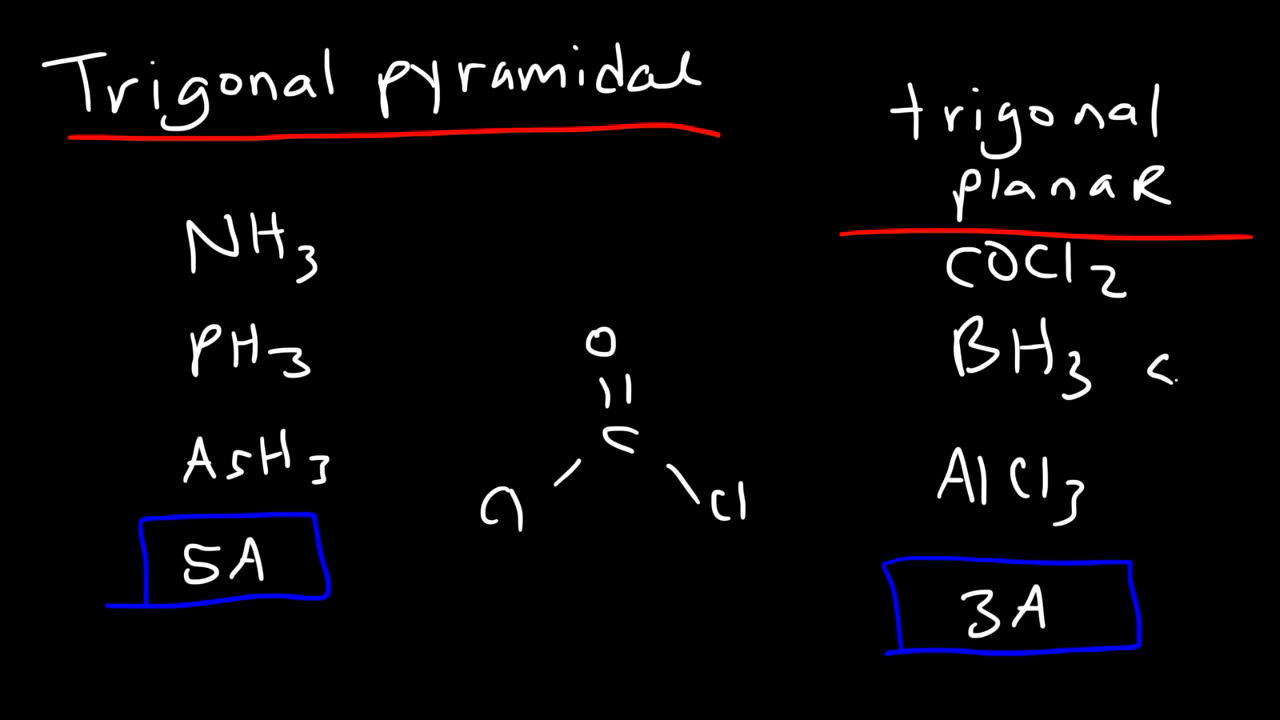 Trigonal pyramidal
NH3
PH3
AsH3
5A
O
C
Cl
Cl
trigonal
planar
COCl2
BH3 c
AlCl3
3A